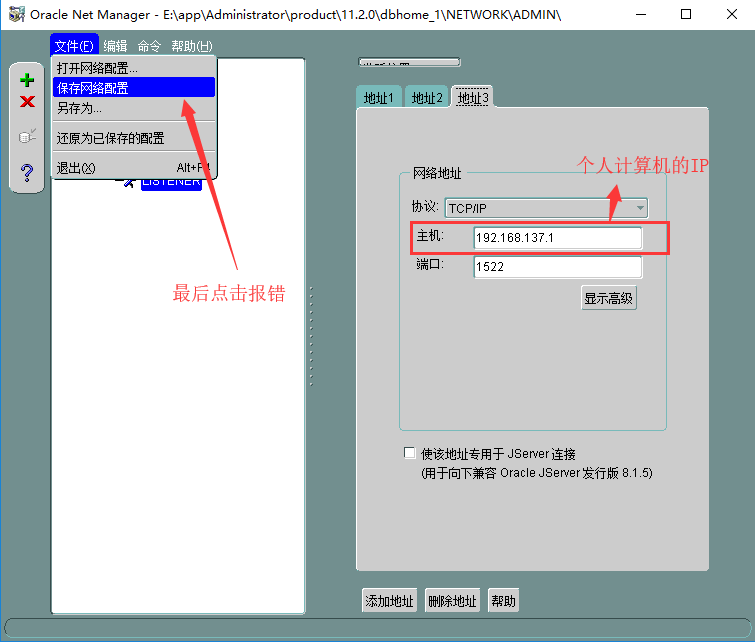 Oracle Net Manager - E:\app\Administrator\product\11.2.0\dbhome_1\NETWORK\ADMIN\
文件(F) 编辑 命令 帮助(H)
打开网络配置...
保存网络配置
另存为...
还原为已保存的配置
退出(X) Alt+F4
LISTENER
最后点击报错
地址1 地址2 地址3
个人计算机的IP
网络地址
协议: TCP/IP
主机: 192.168.137.1
端口: 1522
显示高级
使该地址专用于 JServer 连接
(用于向下兼容 Oracle JServer 发行版 8.1.5)
添加地址 删除地址 帮助